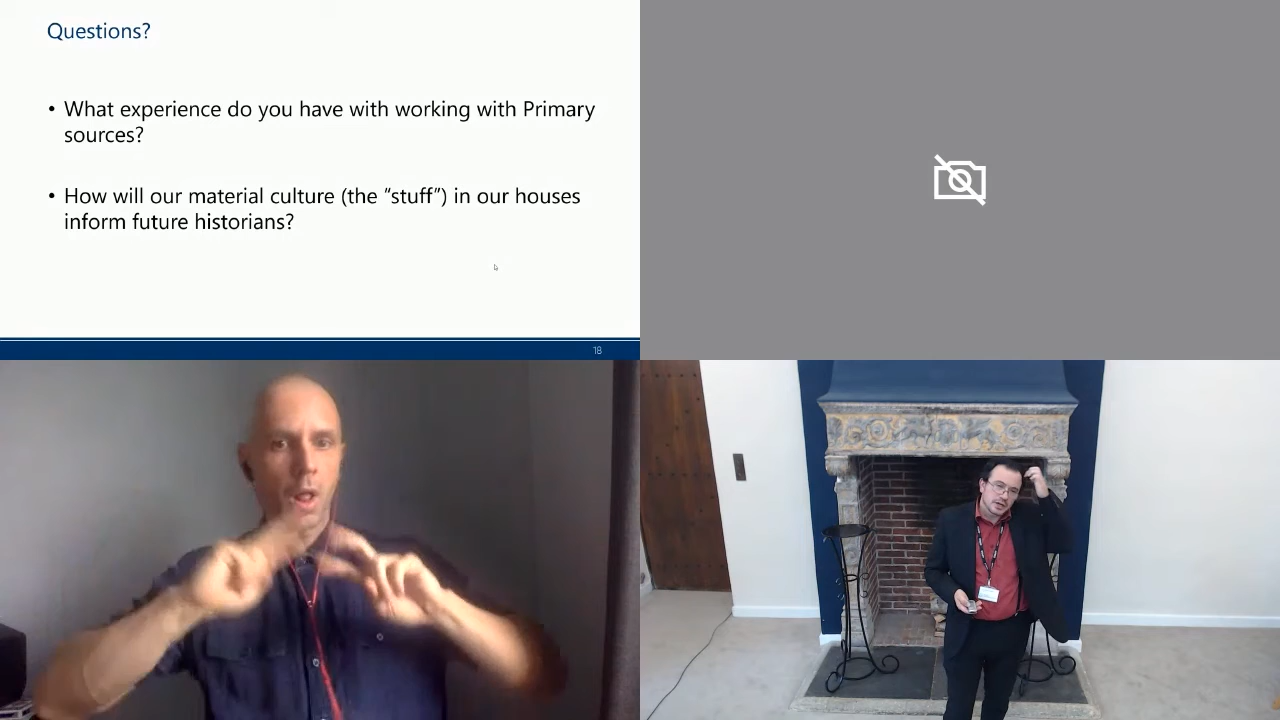 Questions?
• What experience do you have with working with Primary
sources?
• How will our material culture (the “stuff”) in our houses
inform future historians?
18